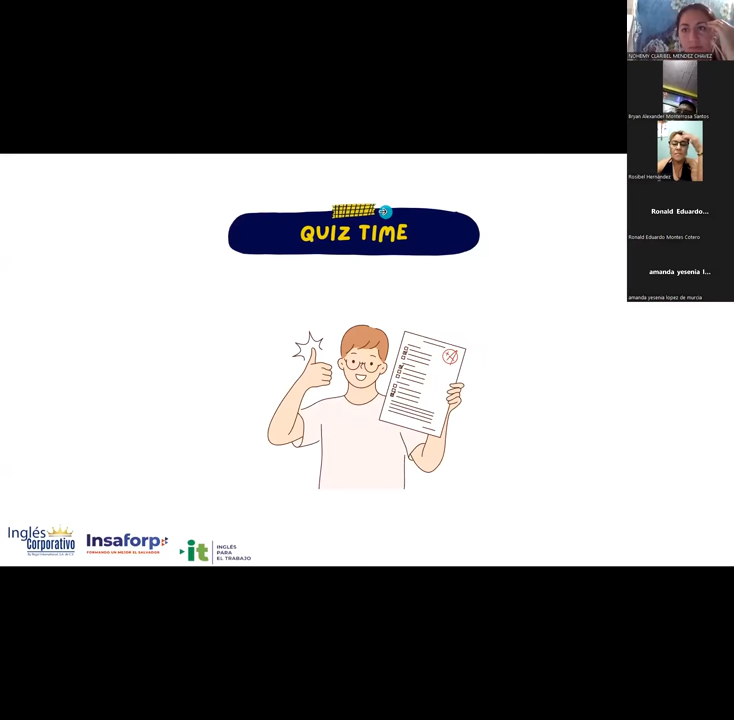 NOHEMY CLARIBEL MENDEZ CHAVEZ
Bryan Alexander Monterrosa Santos
Rosibel Hernández
Ronald Eduardo...
Ronald Eduardo Montes Cotero
amanda yesenia l...
amanda yesenia lopez de murcia
QUIZ TIME
Inglés
Corporativo
Insaforp
FORMANDO UN MEJOR EL SALVADOR
it
INGLÉS
PARA
EL TRABAJO